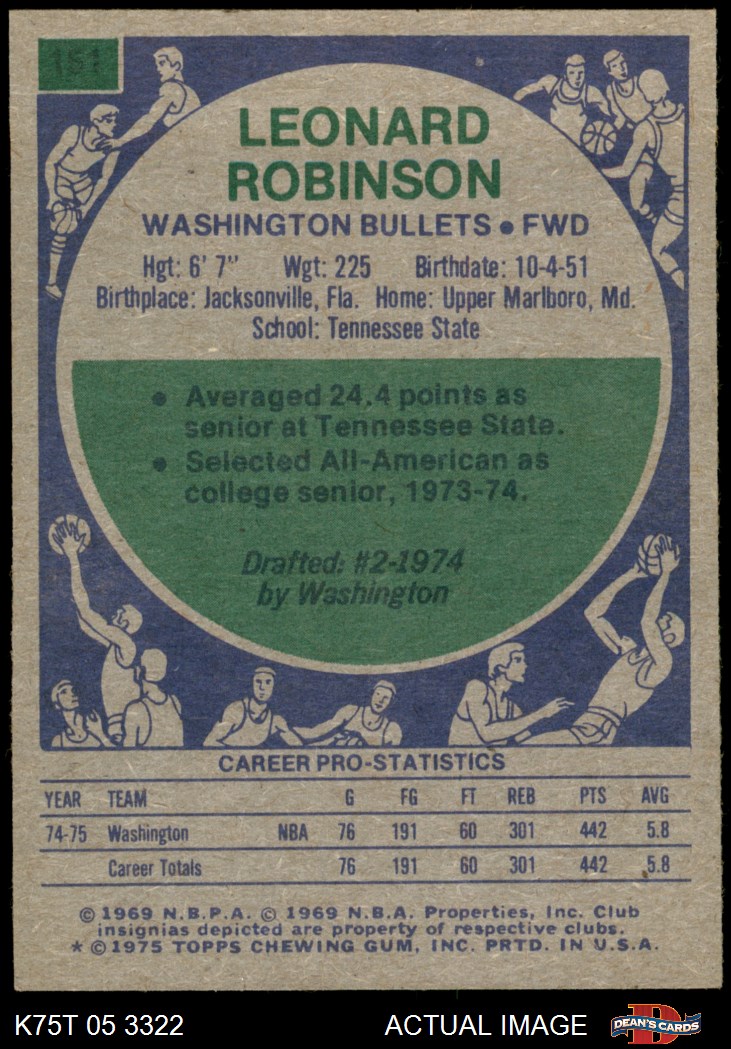 151
LEONARD
ROBINSON
WASHINGTON BULLETS • FWD
Hgt: 6' 7" Wgt: 225 Birthdate: 10-4-51
Birthplace: Jacksonville, Fla. Home: Upper Marlboro, Md.
School: Tennessee State
• Averaged 24.4 points as
senior at Tennessee State.
• Selected All-American as
college senior, 1973-74.
Drafted: #2-1974
by Washington
CAREER PRO-STATISTICS
YEAR TEAM G FG FT REB PTS AVG
74-75 Washington NBA 76 191 60 301 442 5.8
Career Totals 76 191 60 301 442 5.8
© 1969 N.B.P.A. © 1969 N.B.A. Properties, Inc. Club
insignias depicted are property of respective clubs.
* © 1975 TOPPS CHEWING GUM, INC. PRTD. IN U.S.A.
K75T 05 3322 ACTUAL IMAGE DEAN'S CARDS